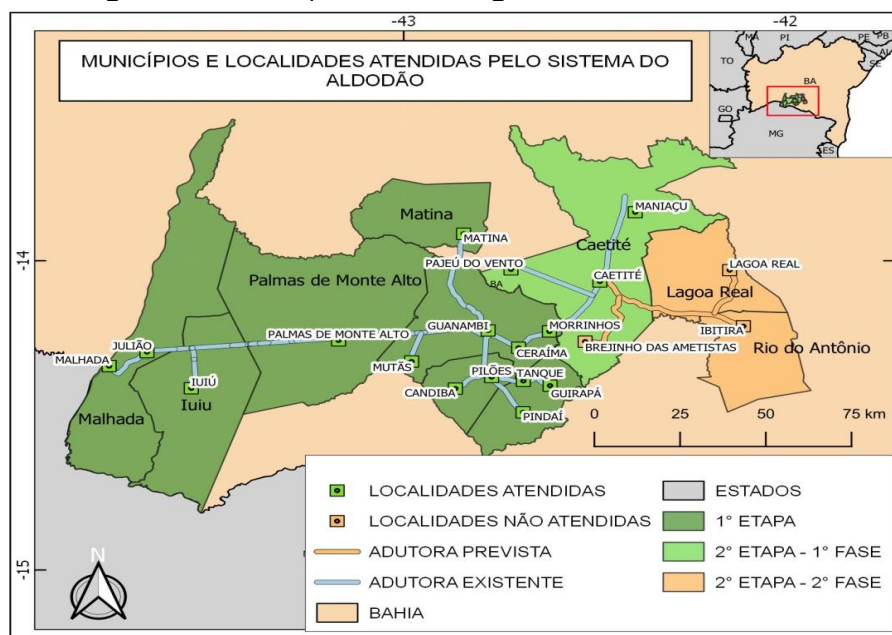 -43
-42
MUNICÍPIOS E LOCALIDADES ATENDIDAS PELO SISTEMA DO
ALDODÃO
MA
PI
PE
PB
AL
SE
TO
BA
GO
MG
ES
Matina
MATINA
MANIAÇU
-14
Caetité
PAJEÚ DO VENTO
BA
CAETITÉ
LAGOA REAL
Palmas de Monte Alto
Lagoa Real
GUANAMBI
MORRINHOS
IBITIRA
JULIÃO
PALMAS DE MONTE ALTO
MALHADA
CERAÍMA
BREJINHO DAS AMETISTAS
Rio do Antônio
MUTÃS
PILÕES
TANQUE
IUIÚ
CANDIBA
GUIRAPÁ
Iuiu
Malhada
PINDAÍ
0
25
50
75 km
LOCALIDADES ATENDIDAS
LOCALIDADES NÃO ATENDIDAS
ADUTORA PREVISTA
ADUTORA EXISTENTE
BAHIA
ESTADOS
1° ETAPA
2° ETAPA - 1° FASE
2° ETAPA - 2° FASE
-15
N